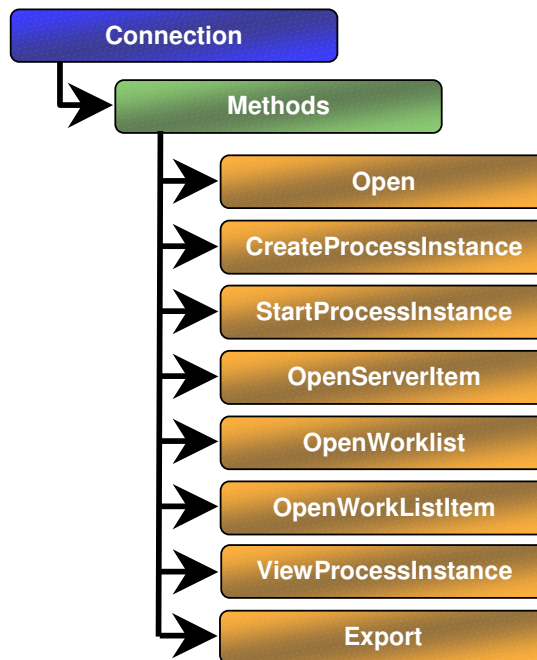 Connection
Methods
Open
CreateProcessInstance
StartProcessInstance
OpenServerItem
OpenWorklist
OpenWorkListItem
ViewProcessInstance
Export